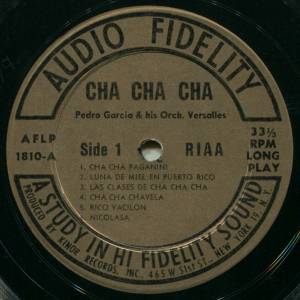 AUDIO FIDELITY
CHA CHA CHA
Pedro Garcia & his Orch. Versalles
AFLP
1810-A
Side 1
RIAA
33⅓
RPM
LONG
PLAY
1. CHA CHA PAGANINI
2. LUNA DE MIEL EN PUERTO RICO
3. LAS CLASES DE CHA CHA CHA
4. CHA CHA CHAVELA
5. RICO VACILON
6. NICOLASA
A STUDY IN HI FIDELITY SOUND
PRODUCED BY KINOR RECORDS, INC., 465 W 51st ST., NEW YORK 19, N.Y.